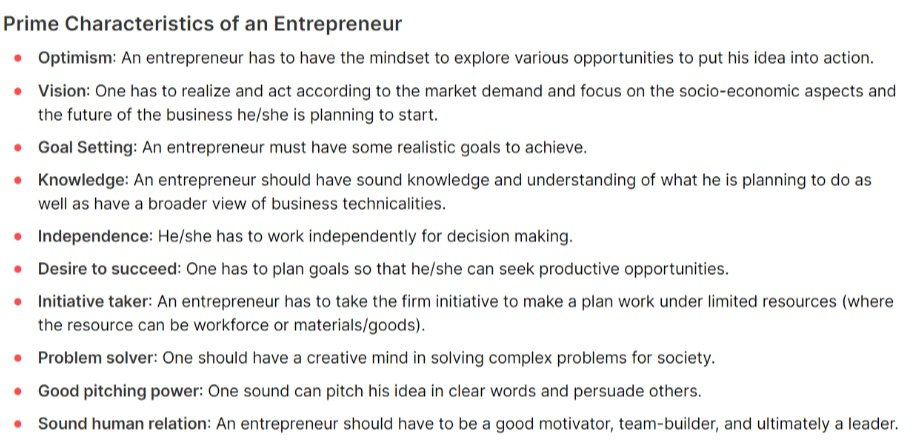 Prime Characteristics of an Entrepreneur
• Optimism: An entrepreneur has to have the mindset to explore various opportunities to put his idea into action.
• Vision: One has to realize and act according to the market demand and focus on the socio-economic aspects and
the future of the business he/she is planning to start.
• Goal Setting: An entrepreneur must have some realistic goals to achieve.
• Knowledge: An entrepreneur should have sound knowledge and understanding of what he is planning to do as
well as have a broader view of business technicalities.
• Independence: He/she has to work independently for decision making.
• Desire to succeed: One has to plan goals so that he/she can seek productive opportunities.
• Initiative taker: An entrepreneur has to take the firm initiative to make a plan work under limited resources (where
the resource can be workforce or materials/goods).
• Problem solver: One should have a creative mind in solving complex problems for society.
• Good pitching power: One sound can pitch his idea in clear words and persuade others.
• Sound human relation: An entrepreneur should have to be a good motivator, team-builder, and ultimately a leader.